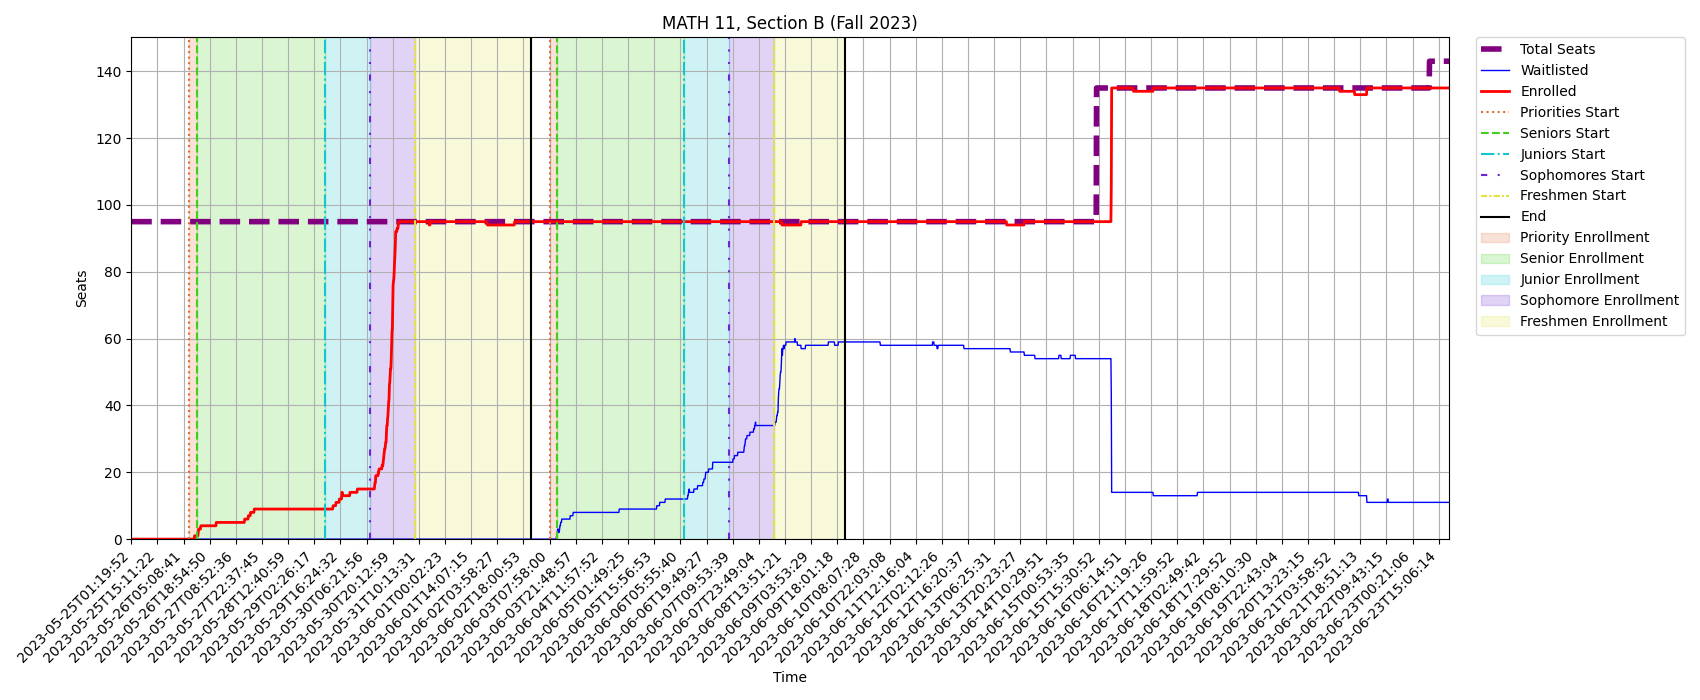 MATH 11, Section B (Fall 2023)
Seats
140
120
100
80
60
40
20
0
2023-05-25T01:19:52
2023-05-25T15:11:22
2023-05-26T05:08:41
2023-05-26T18:54:50
2023-05-27T08:52:36
2023-05-27T22:37:45
2023-05-28T12:40:59
2023-05-29T02:26:17
2023-05-29T16:24:32
2023-05-30T06:21:56
2023-05-30T20:12:59
2023-05-31T10:13:31
2023-06-01T00:02:23
2023-06-01T14:07:15
2023-06-02T03:58:27
2023-06-02T18:00:53
2023-06-03T07:58:00
2023-06-03T21:48:57
2023-06-04T11:57:52
2023-06-05T01:49:25
2023-06-05T15:56:53
2023-06-06T05:55:40
2023-06-06T19:49:27
2023-06-07T09:53:39
2023-06-07T23:49:04
2023-06-08T13:51:21
2023-06-09T03:53:29
2023-06-09T18:01:18
2023-06-10T08:07:28
2023-06-10T22:03:08
2023-06-11T12:16:04
2023-06-12T02:12:26
2023-06-12T16:20:37
2023-06-13T06:25:31
2023-06-13T20:23:27
2023-06-14T10:29:51
2023-06-15T00:53:35
2023-06-15T15:30:52
2023-06-16T06:14:51
2023-06-16T21:19:26
2023-06-17T11:59:52
2023-06-18T02:49:42
2023-06-18T17:29:52
2023-06-19T08:10:30
2023-06-19T22:43:04
2023-06-20T13:23:15
2023-06-21T03:58:52
2023-06-21T18:51:13
2023-06-22T09:43:15
2023-06-23T00:21:06
2023-06-23T15:06:14
Time
Total Seats
Waitlisted
Enrolled
Priorities Start
Seniors Start
Juniors Start
Sophomores Start
Freshmen Start
End
Priority Enrollment
Senior Enrollment
Junior Enrollment
Sophomore Enrollment
Freshmen Enrollment